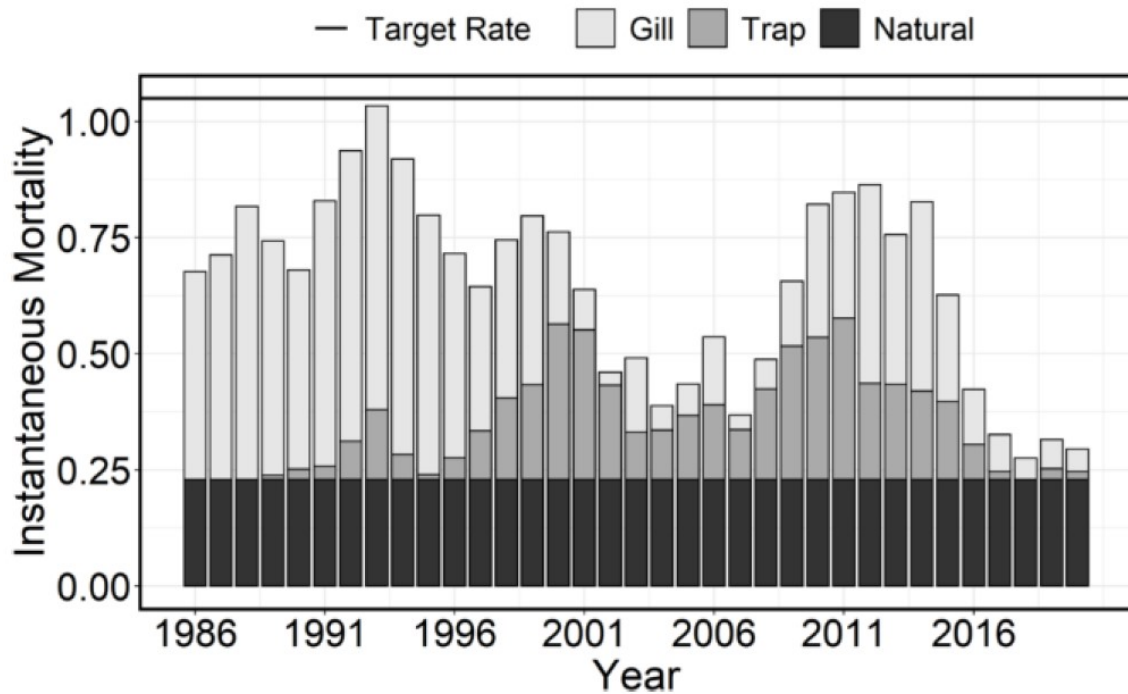 Target Rate Gill Trap Natural
Instantaneous Mortality
1.00
0.75
0.50
0.25
0.00
1986 1991 1996 2001 2006 2011 2016
Year